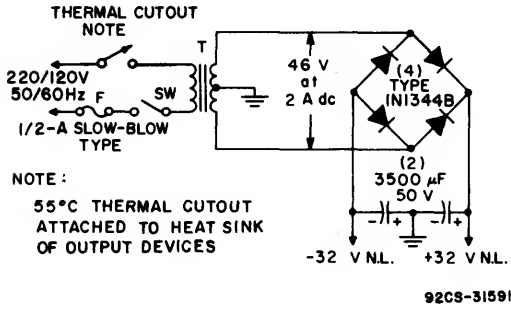 THERMAL CUTOUT
NOTE
T
220/120V
50/60Hz
F
SW
1/2-A SLOW-BLOW
TYPE
46 V
at
2 A dc
(4)
TYPE
IN1344B
(2)
3500 µF
50 V
- + - +
-32 V N.L.
+32 V N.L.
NOTE:
55°C THERMAL CUTOUT
ATTACHED TO HEAT SINK
OF OUTPUT DEVICES
92CS-31591